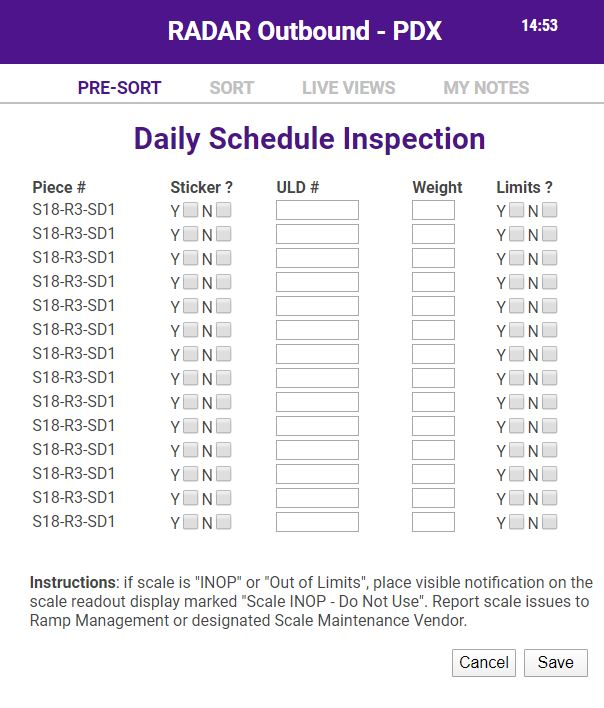 RADAR Outbound - PDX 14:53
PRE-SORT SORT LIVE VIEWS MY NOTES
Daily Schedule Inspection
Piece # Sticker ? ULD # Weight Limits ?
S18-R3-SD1 Y N Y N
S18-R3-SD1 Y N Y N
S18-R3-SD1 Y N Y N
S18-R3-SD1 Y N Y N
S18-R3-SD1 Y N Y N
S18-R3-SD1 Y N Y N
S18-R3-SD1 Y N Y N
S18-R3-SD1 Y N Y N
S18-R3-SD1 Y N Y N
S18-R3-SD1 Y N Y N
S18-R3-SD1 Y N Y N
S18-R3-SD1 Y N Y N
S18-R3-SD1 Y N Y N
S18-R3-SD1 Y N Y N
Instructions: if scale is "INOP" or "Out of Limits", place visible notification on the
scale readout display marked "Scale INOP - Do Not Use". Report scale issues to
Ramp Management or designated Scale Maintenance Vendor.
Cancel Save